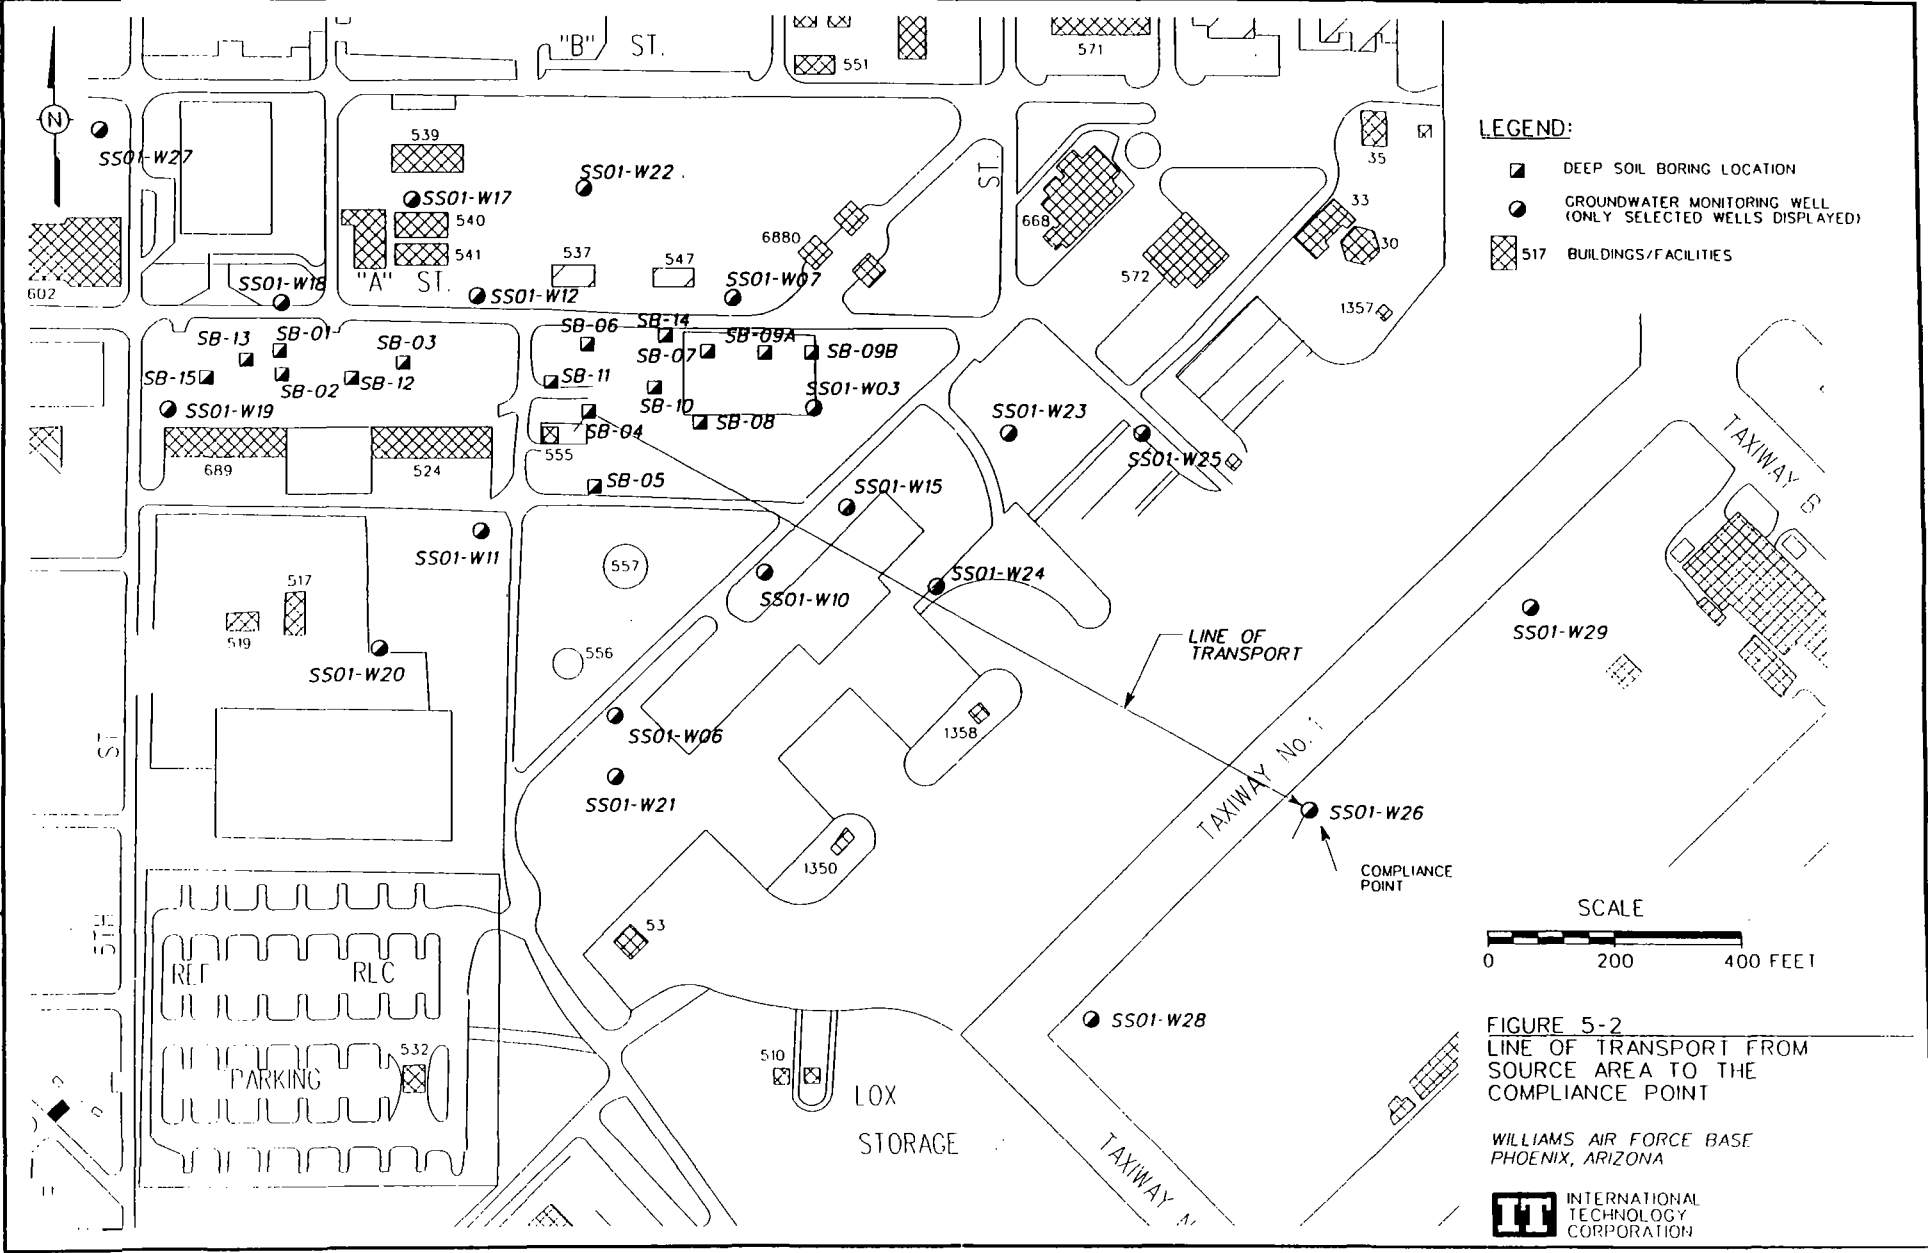 "B" ST.
551
571
N
SS01-W27
539
SS01-W22
SS01-W17
540
541
"A" ST.
537
547
6880
ST.
668
572
35
33
30
1357
602
SS01-W18
SS01-W12
SS01-W07
SB-13
SB-01
SB-03
SB-15
SB-02
SB-12
SS01-W19
SB-06
SB-14
SB-07
SB-09A
SB-09B
SB-11
SB-10
SS01-W03
SB-08
SB-04
555
SB-05
689
524
SS01-W23
SS01-W25
SS01-W15
SS01-W11
557
SS01-W10
SS01-W24
517
519
SS01-W20
556
SS01-W06
SS01-W21
LINE OF
TRANSPORT
1358
1350
53
TAXIWAY No. 1
SS01-W26
COMPLIANCE
POINT
SS01-W29
TAXIWAY 6
SS01-W28
ST
5TH
RLC
PARKING
532
510
LOX
STORAGE
TAXIWAY
LEGEND:
DEEP SOIL BORING LOCATION
GROUNDWATER MONITORING WELL
(ONLY SELECTED WELLS DISPLAYED)
517 BUILDINGS/FACILITIES
SCALE
0 200 400 FEET
FIGURE 5-2
LINE OF TRANSPORT FROM
SOURCE AREA TO THE
COMPLIANCE POINT
WILLIAMS AIR FORCE BASE
PHOENIX, ARIZONA
IT
INTERNATIONAL
TECHNOLOGY
CORPORATION